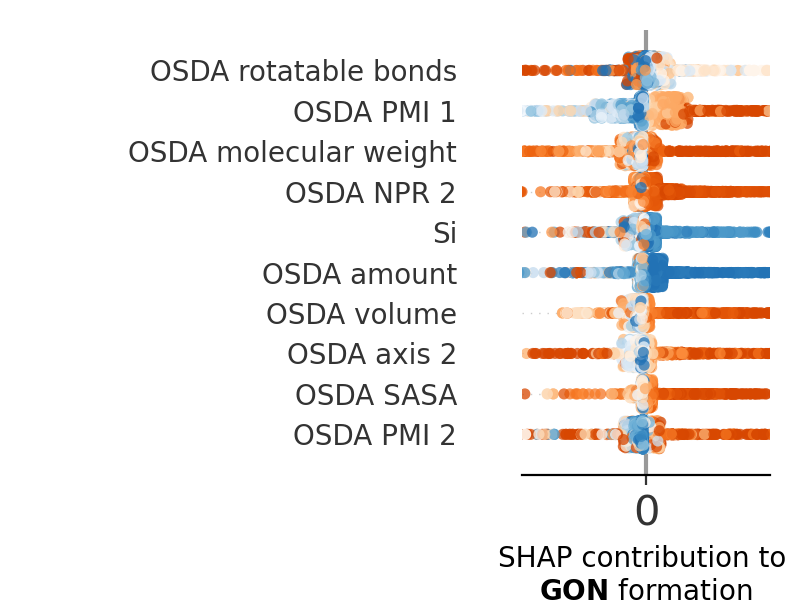 OSDA rotatable bonds
OSDA PMI 1
OSDA molecular weight
OSDA NPR 2
Si
OSDA amount
OSDA volume
OSDA axis 2
OSDA SASA
OSDA PMI 2
0
SHAP contribution to
GON formation